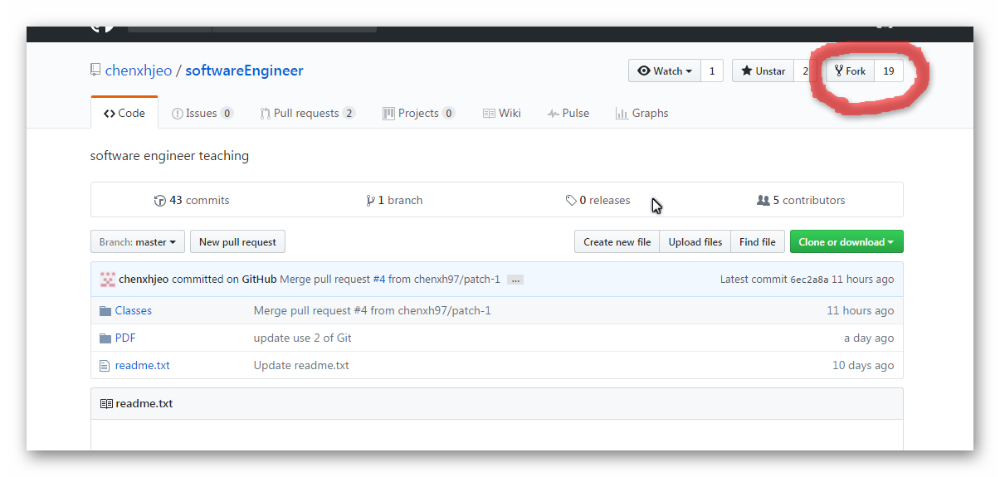 chenxhjeo / softwareEngineer
Watch 1 Unstar 2 Fork 19
Code Issues 0 Pull requests 2 Projects 0 Wiki Pulse Graphs
software engineer teaching
43 commits 1 branch 0 releases 5 contributors
Branch: master New pull request Create new file Upload files Find file Clone or download
chenxhjeo committed on GitHub Merge pull request #4 from chenxh97/patch-1 ... Latest commit 6ec2a8a 11 hours ago
Classes Merge pull request #4 from chenxh97/patch-1 11 hours ago
PDF update use 2 of Git a day ago
readme.txt Update readme.txt 10 days ago
readme.txt